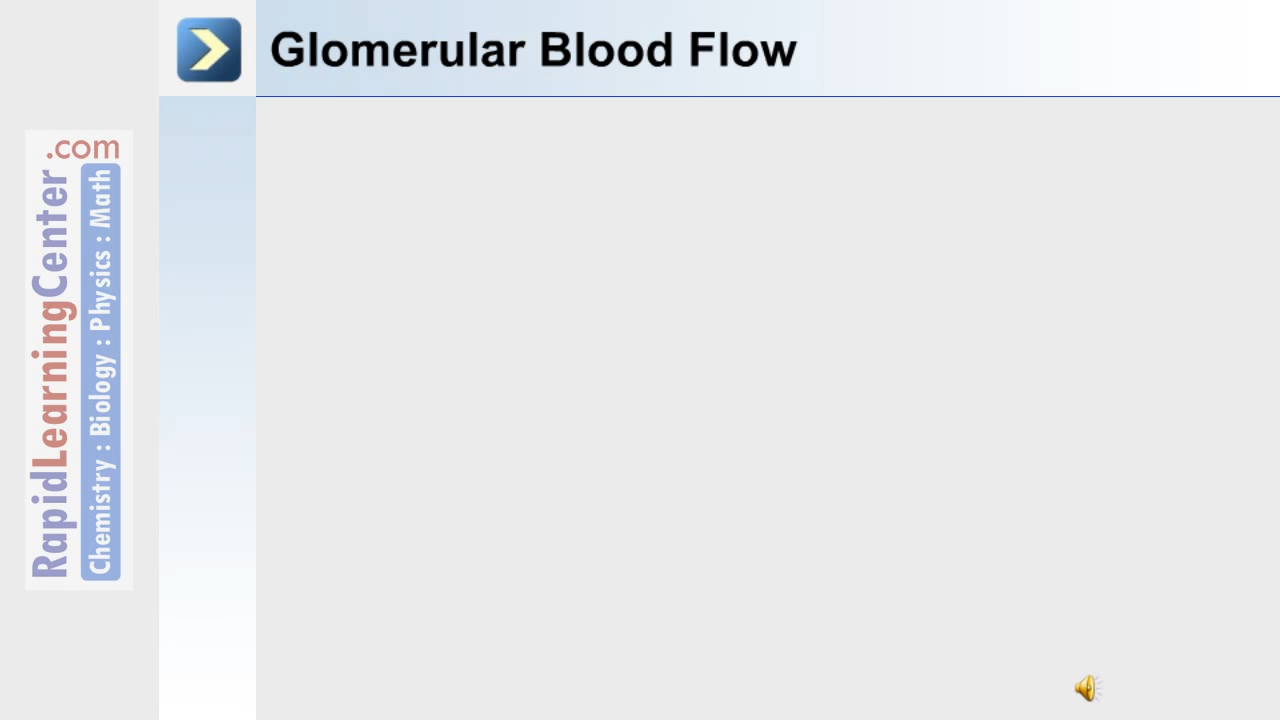 Glomerular Blood Flow
.com
RapidLearningCenter
Chemistry : Biology : Physics : Math